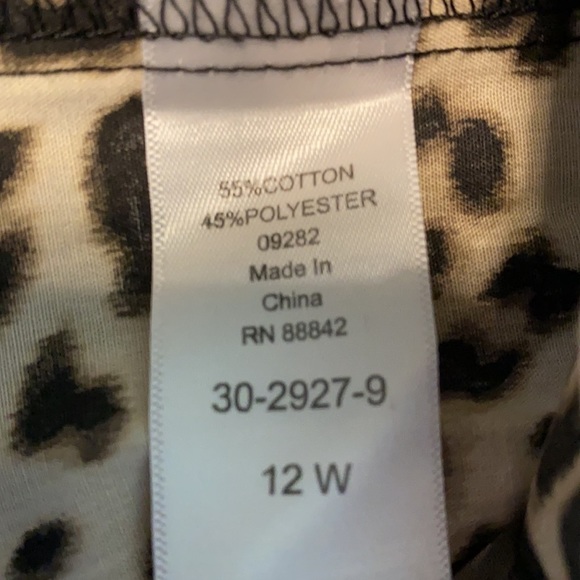 55%COTTON
45%POLYESTER
09282
Made In
China
RN 88842
30-2927-9
12 W